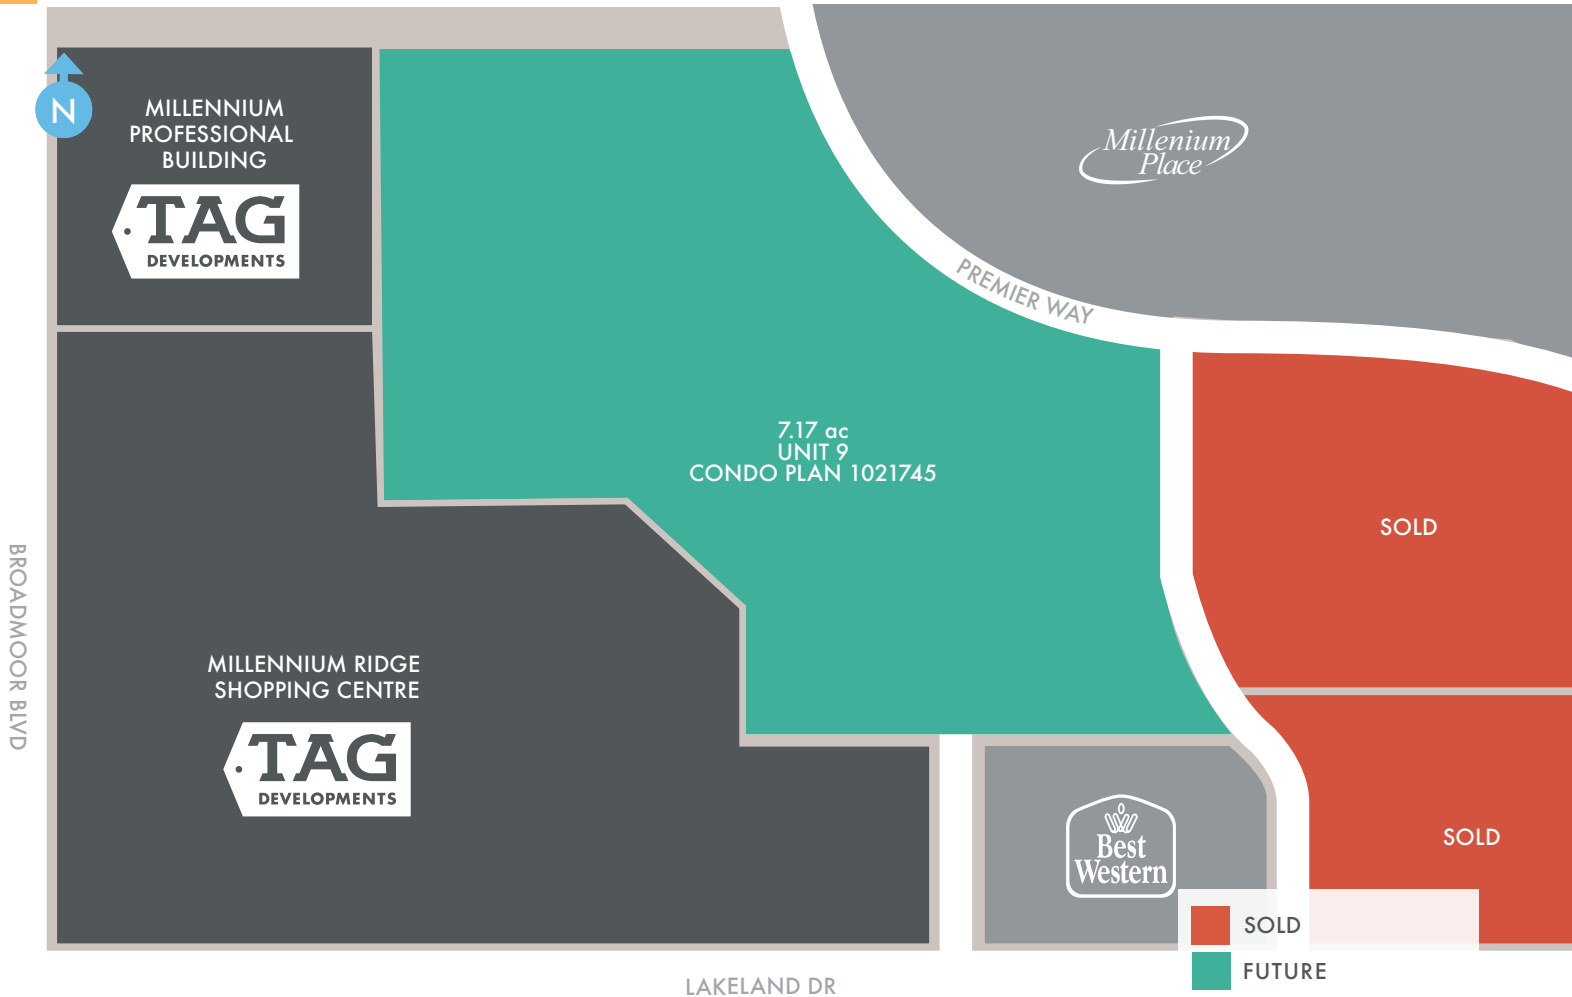 N
MILLENNIUM
PROFESSIONAL
BUILDING
TAG
DEVELOPMENTS
Millenium
Place
PREMIER WAY
7.17 ac
UNIT 9
CONDO PLAN 1021745
SOLD
BROADMOOR BLVD
MILLENNIUM RIDGE
SHOPPING CENTRE
TAG
DEVELOPMENTS
Best
Western
SOLD
SOLD
FUTURE
LAKELAND DR